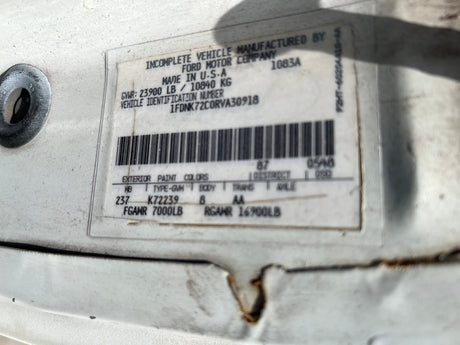 INCOMPLETE VEHICLE MANUFACTURED BY
FORD MOTOR COMPANY
MADE IN U.S.A 1083A
GVWR: 23900 LB / 10840 KG
VEHICLE IDENTIFICATION NUMBER
1FDNK72C0RVA30918
87 0548
EXTERIOR PAINT COLORS DISTRICT DSO
WB TYPE-GVW BODY TRANS AXLE
237 K72239 8 AA
FGAWR 7000LB RGAWR 16900LB